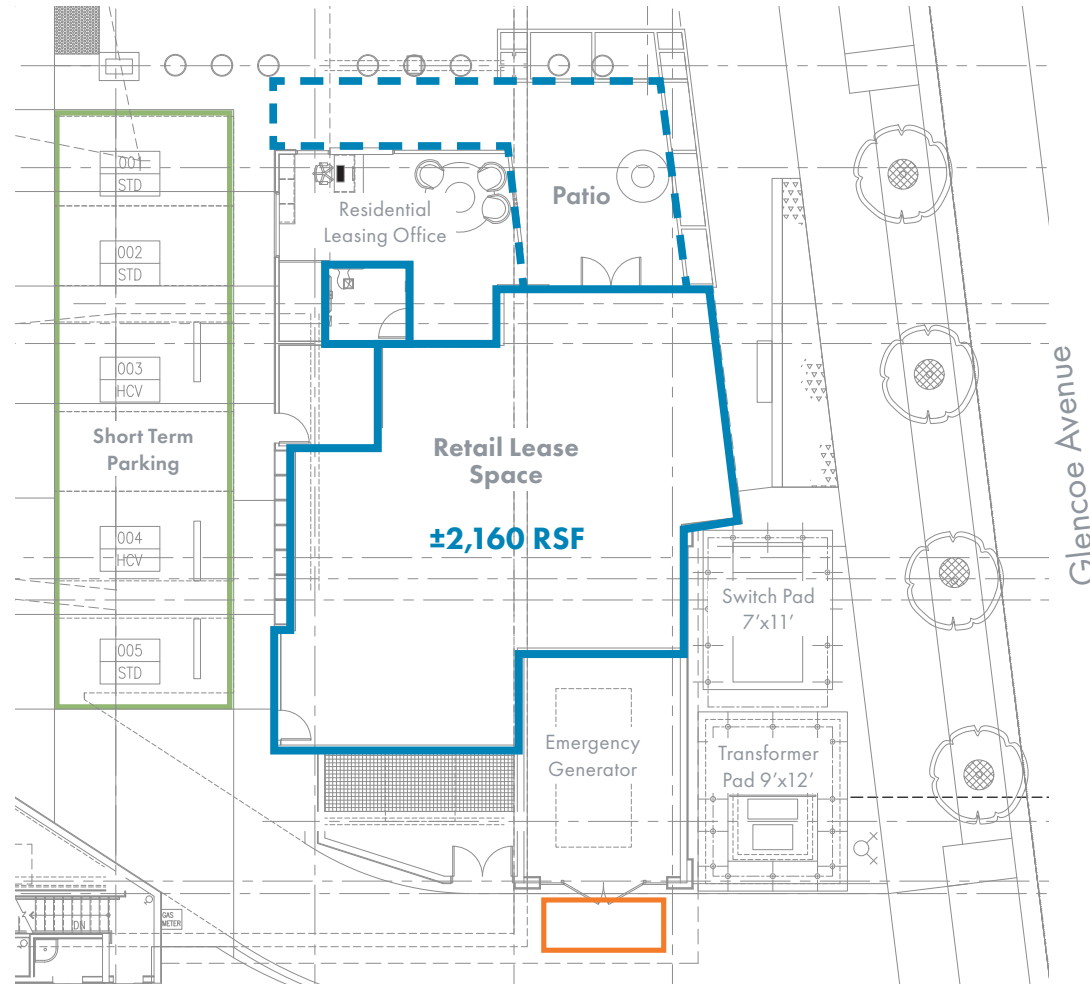 001
STD
Residential
Leasing Office
Patio
002
STD
003
HCV
Short Term
Parking
Retail Lease
Space
±2,160 RSF
Glencoe Avenue
004
HCV
Switch Pad
7’x11’
005
STD
Emergency
Generator
Transformer
Pad 9’x12’
GAS
METER
DN